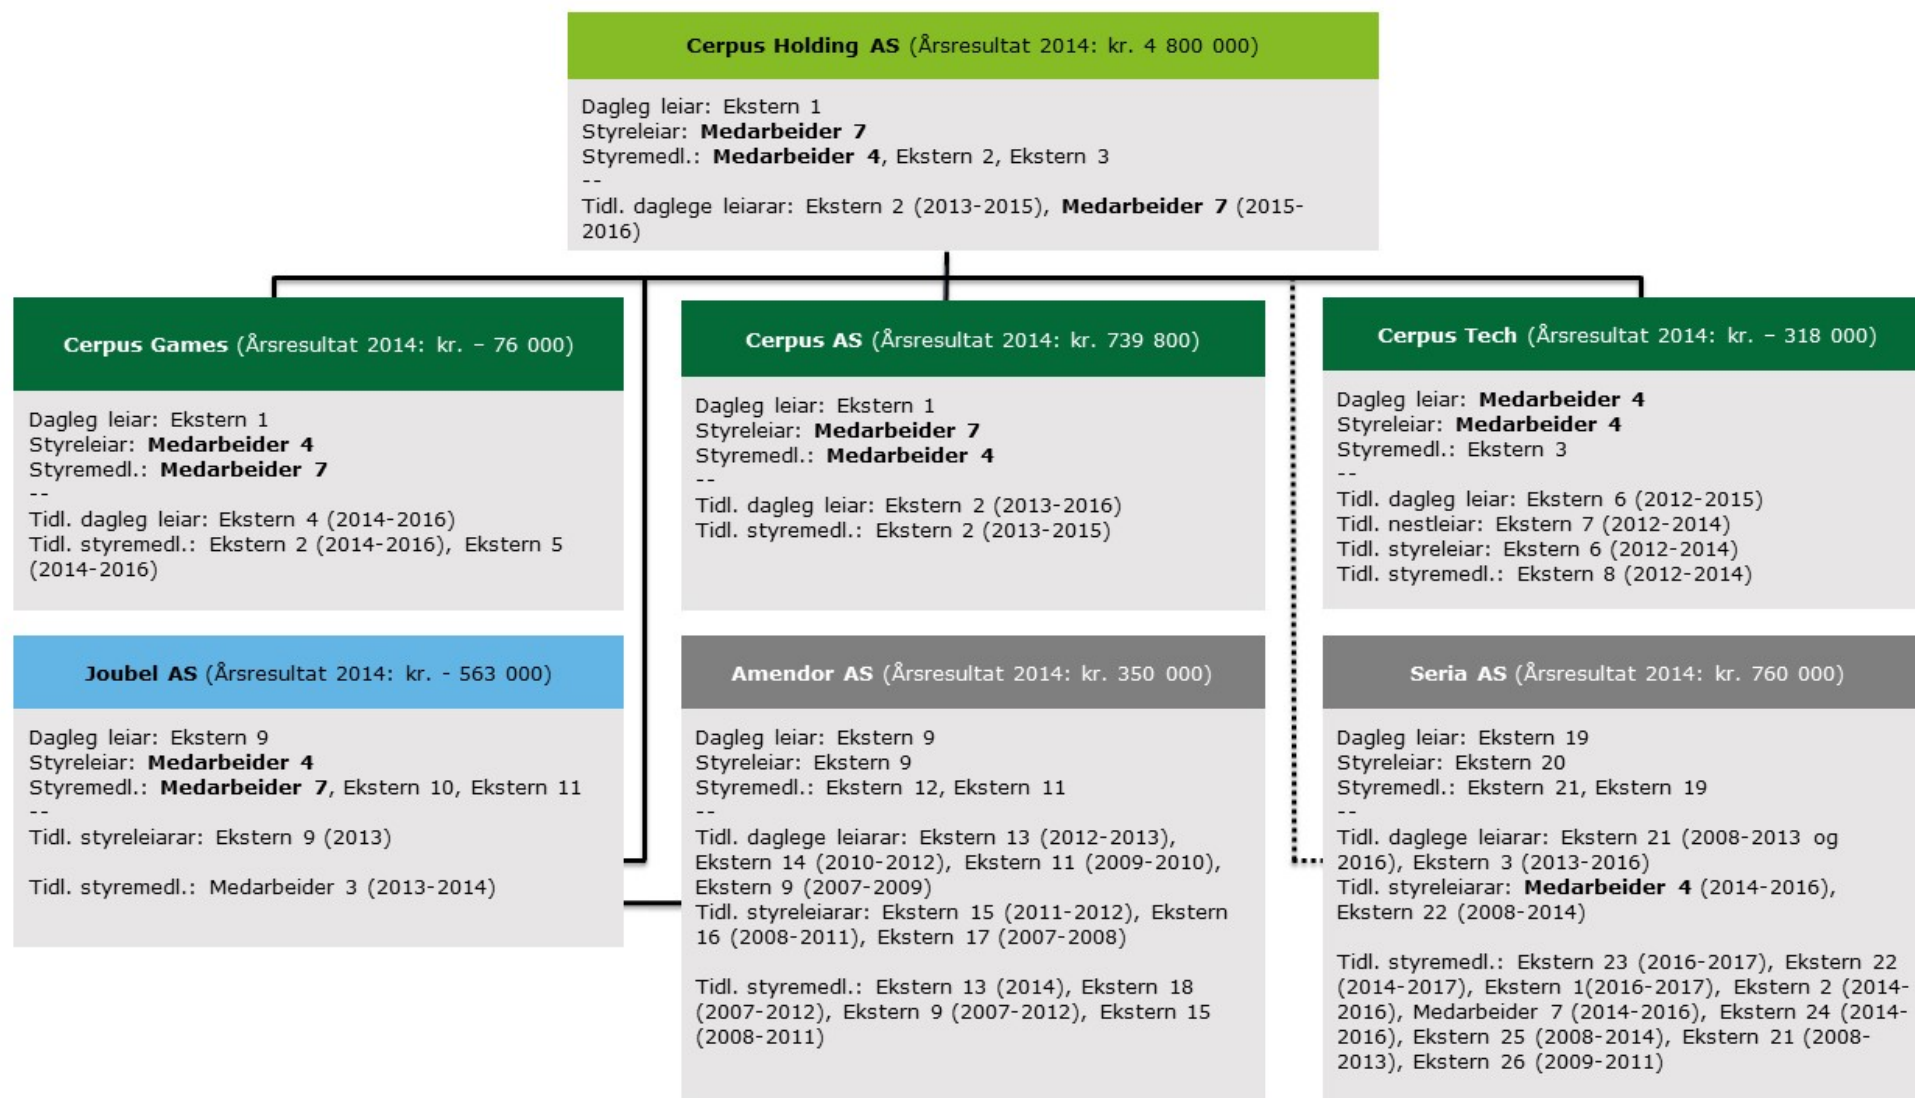 Cerpus Holding AS (Årsresultat 2014: kr. 4 800 000)
Dagleg leiar: Ekstern 1
Styreleiar: Medarbeider 7
Styremedl.: Medarbeider 4, Ekstern 2, Ekstern 3
--
Tidl. daglege leiarar: Ekstern 2 (2013-2015), Medarbeider 7 (2015-
2016)
Cerpus Games (Årsresultat 2014: kr. – 76 000)
Dagleg leiar: Ekstern 1
Styreleiar: Medarbeider 4
Styremedl.: Medarbeider 7
--
Tidl. dagleg leiar: Ekstern 4 (2014-2016)
Tidl. styremedl.: Ekstern 2 (2014-2016), Ekstern 5
(2014-2016)
Cerpus AS (Årsresultat 2014: kr. 739 800)
Dagleg leiar: Ekstern 1
Styreleiar: Medarbeider 7
Styremedl.: Medarbeider 4
--
Tidl. dagleg leiar: Ekstern 2 (2013-2016)
Tidl. styremedl.: Ekstern 2 (2013-2015)
Cerpus Tech (Årsresultat 2014: kr. – 318 000)
Dagleg leiar: Medarbeider 4
Styreleiar: Medarbeider 4
Styremedl.: Ekstern 3
--
Tidl. dagleg leiar: Ekstern 6 (2012-2015)
Tidl. nestleiar: Ekstern 7 (2012-2014)
Tidl. styreleiar: Ekstern 6 (2012-2014)
Tidl. styremedl.: Ekstern 8 (2012-2014)
Joubel AS (Årsresultat 2014: kr. - 563 000)
Dagleg leiar: Ekstern 9
Styreleiar: Medarbeider 4
Styremedl.: Medarbeider 7, Ekstern 10, Ekstern 11
--
Tidl. styreleiarar: Ekstern 9 (2013)
Tidl. styremedl.: Medarbeider 3 (2013-2014)
Amendor AS (Årsresultat 2014: kr. 350 000)
Dagleg leiar: Ekstern 9
Styreleiar: Ekstern 9
Styremedl.: Ekstern 12, Ekstern 11
--
Tidl. daglege leiarar: Ekstern 13 (2012-2013),
Ekstern 14 (2010-2012), Ekstern 11 (2009-2010),
Ekstern 9 (2007-2009)
Tidl. styreleiarar: Ekstern 15 (2011-2012), Ekstern
16 (2008-2011), Ekstern 17 (2007-2008)
Tidl. styremedl.: Ekstern 13 (2014), Ekstern 18
(2007-2012), Ekstern 9 (2007-2012), Ekstern 15
(2008-2011)
Seria AS (Årsresultat 2014: kr. 760 000)
Dagleg leiar: Ekstern 19
Styreleiar: Ekstern 20
Styremedl.: Ekstern 21, Ekstern 19
--
Tidl. daglege leiarar: Ekstern 21 (2008-2013 og
2016), Ekstern 3 (2013-2016)
Tidl. styreleiarar: Medarbeider 4 (2014-2016),
Ekstern 22 (2008-2014)
Tidl. styremedl.: Ekstern 23 (2016-2017), Ekstern 22
(2014-2017), Ekstern 1(2016-2017), Ekstern 2 (2014-
2016), Medarbeider 7 (2014-2016), Ekstern 24 (2014-
2016), Ekstern 25 (2008-2014), Ekstern 21 (2008-
2013), Ekstern 26 (2009-2011)